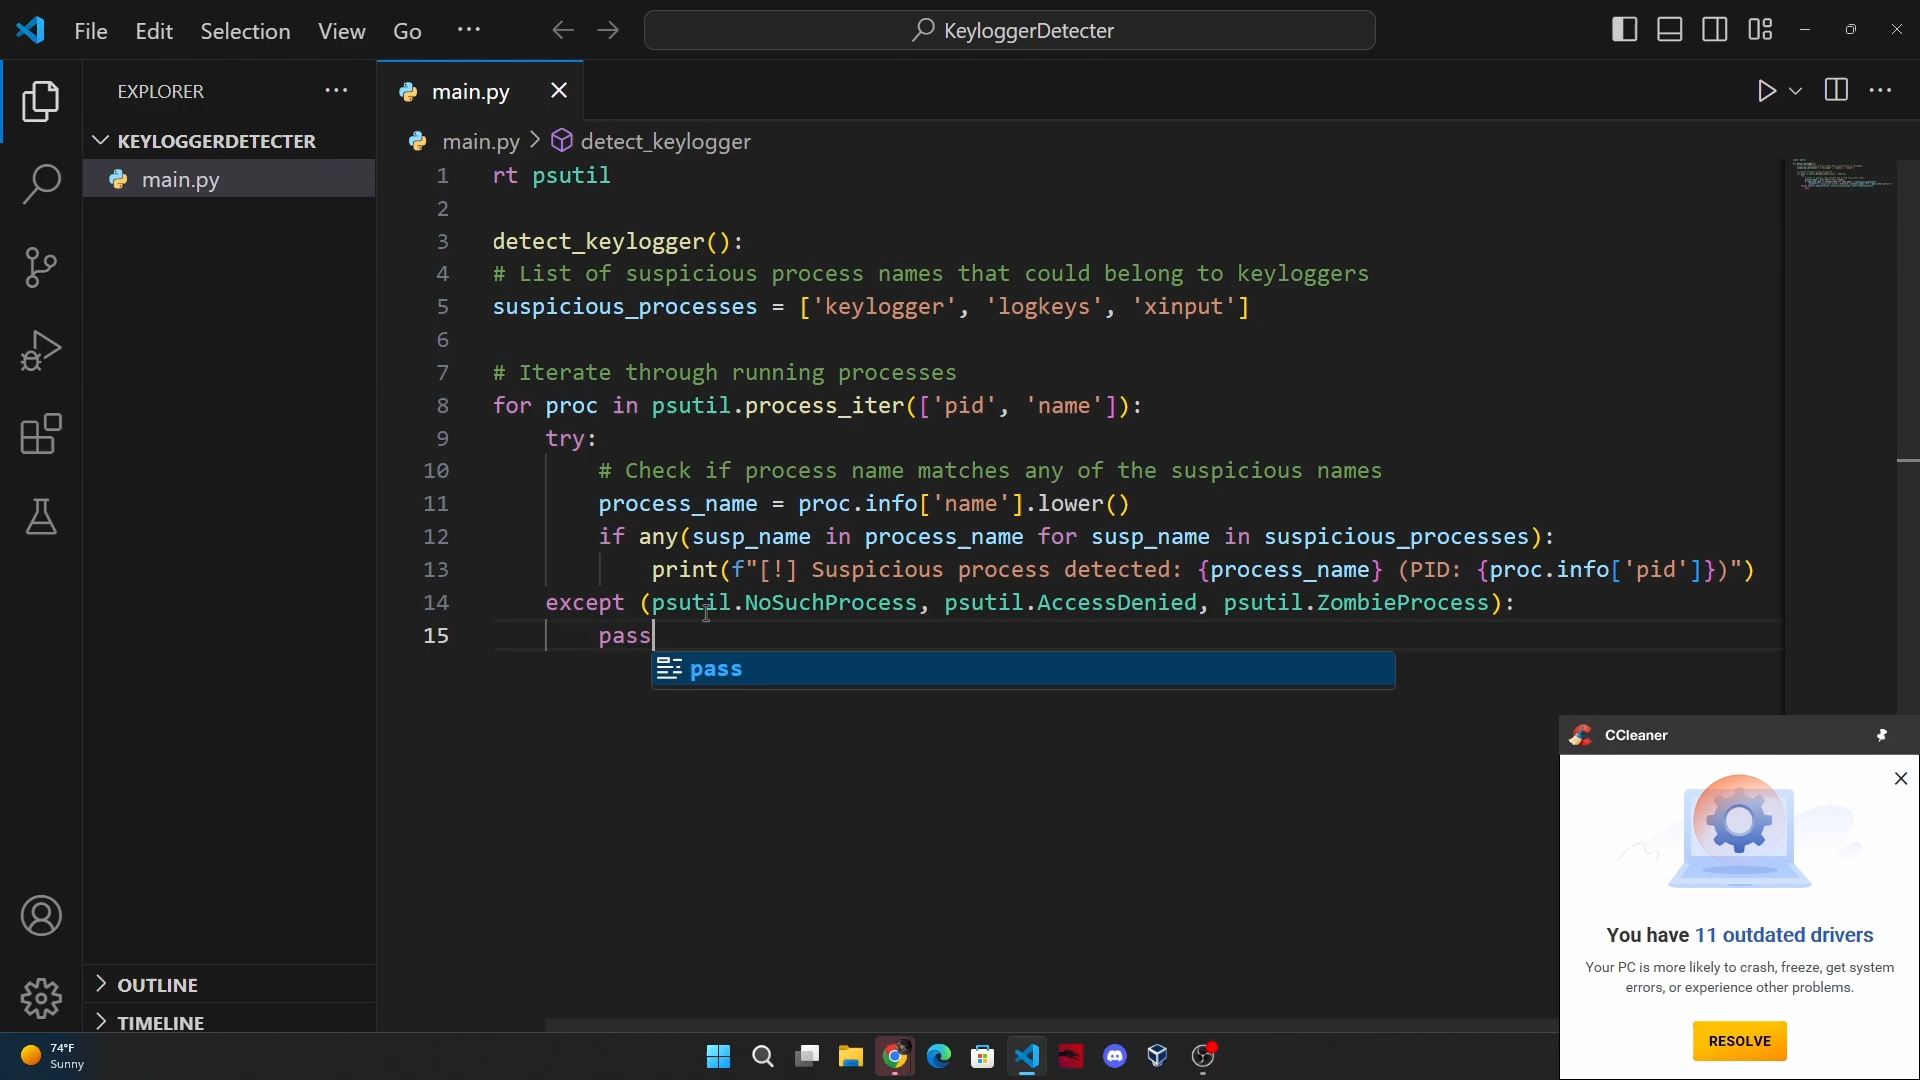 File Edit Selection View Go ···
KeyloggerDetecter
EXPLORER ···
main.py
KEYLOGGERDETECTER
main.py
main.py > detect_keylogger
1 rt psutil
2
3 detect_keylogger():
4 # List of suspicious process names that could belong to keyloggers
5 suspicious_processes = ['keylogger', 'logkeys', 'xinput']
6
7 # Iterate through running processes
8 for proc in psutil.process_iter(['pid', 'name']):
9 try:
10 # Check if process name matches any of the suspicious names
11 process_name = proc.info['name'].lower()
12 if any(susp_name in process_name for susp_name in suspicious_processes):
13 print(f"[!] Suspicious process detected: {process_name} (PID: {proc.info['pid']})")
14 except (psutil.NoSuchProcess, psutil.AccessDenied, psutil.ZombieProcess):
15 pass
pass
OUTLINE
TIMELINE
CCleaner
You have 11 outdated drivers
Your PC is more likely to crash, freeze, get system
errors, or experience other problems.
RESOLVE
74°F
Sunny